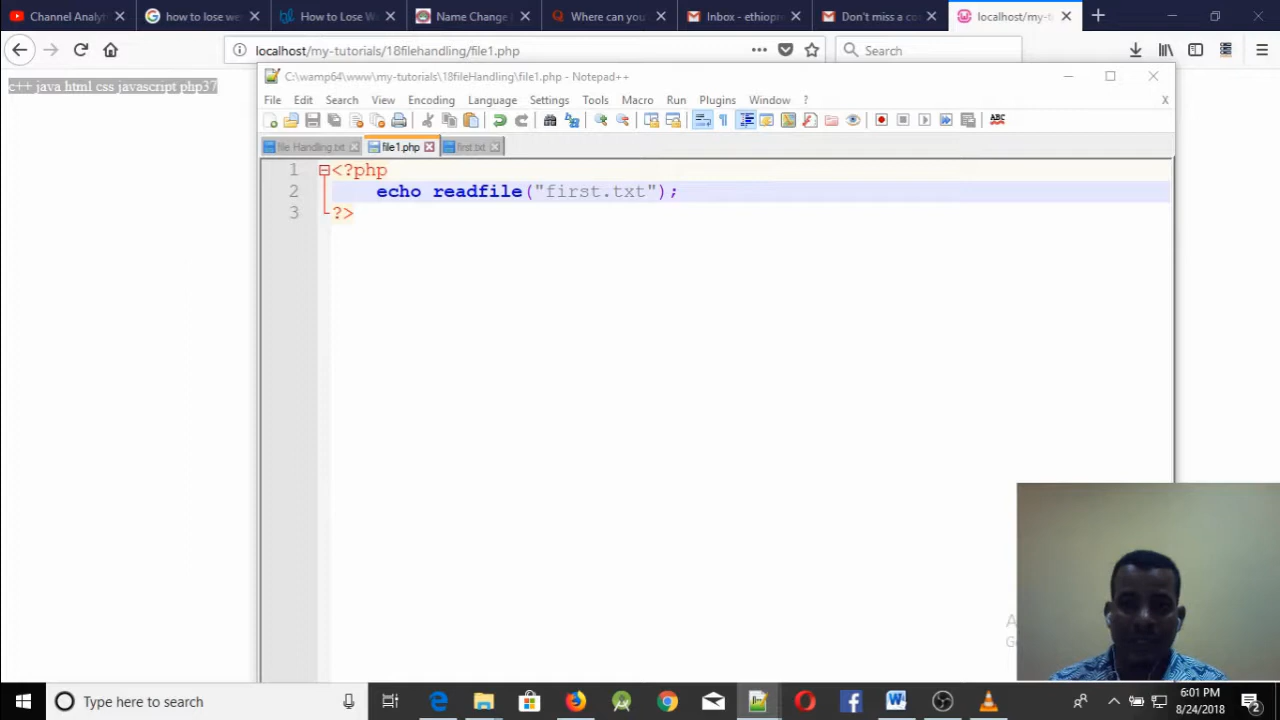 Channel Analy
how to lose we
How to Lose W
Name Change
Where can you
Inbox - ethiopr
Don't miss a co
localhost/my-t
localhost/my-tutorials/18filehandling/file1.php
Search
c++ java html css javascript php37
C:\wamp64\www\my-tutorials\18fileHandling\file1.php - Notepad++
File Edit Search View Encoding Language Settings Tools Macro Run Plugins Window ?
X
ABC
file Handling.txt
file1.php
first.txt
1 <?php
2 echo readfile("first.txt");
3 ?>
Type here to search
6:01 PM
8/24/2018
2